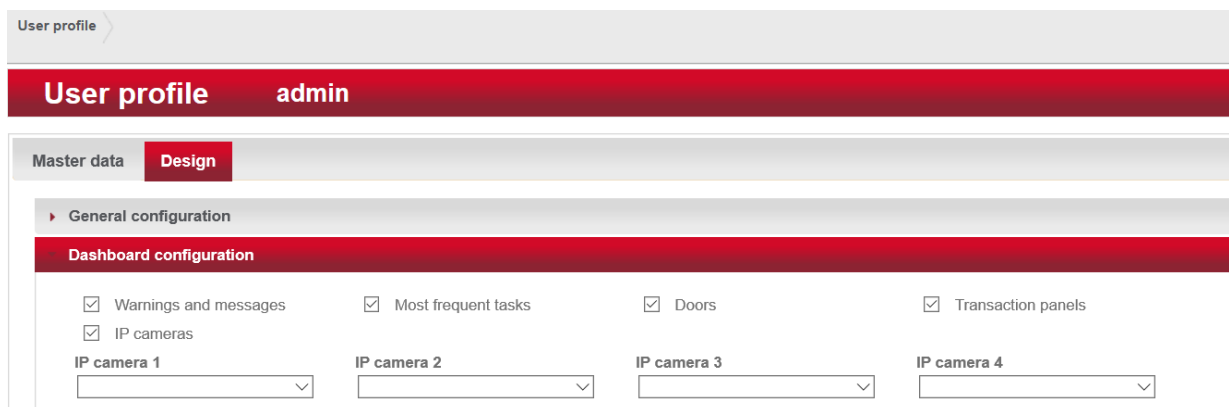 User profile
User profile admin
Master data Design
General configuration
Dashboard configuration
Warnings and messages Most frequent tasks Doors Transaction panels
IP cameras
IP camera 1 IP camera 2 IP camera 3 IP camera 4